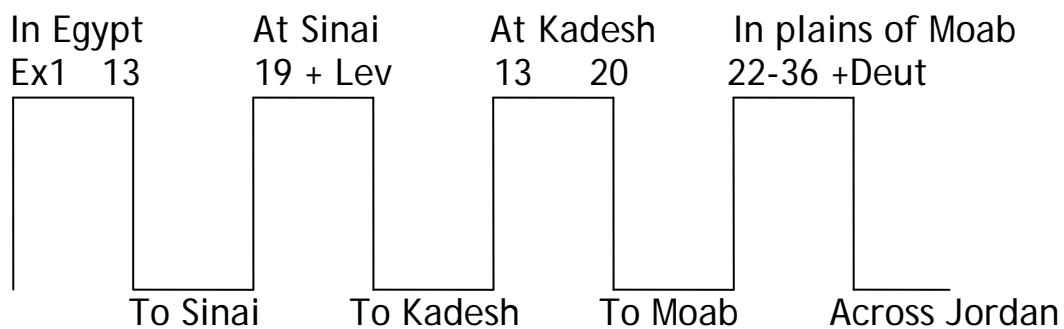 In Egypt At Sinai At Kadesh In plains of Moab
Ex1 13 19 + Lev 13 20 22-36 +Deut
To Sinai To Kadesh To Moab Across Jordan